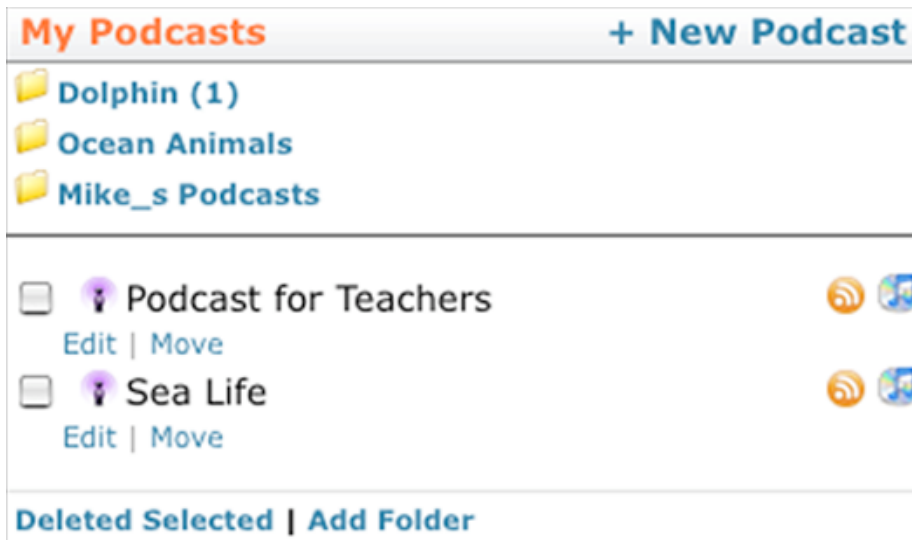 My Podcasts + New Podcast
Dolphin (1)
Ocean Animals
Mike_s Podcasts
Podcast for Teachers
Edit | Move
Sea Life
Edit | Move
Deleted Selected | Add Folder